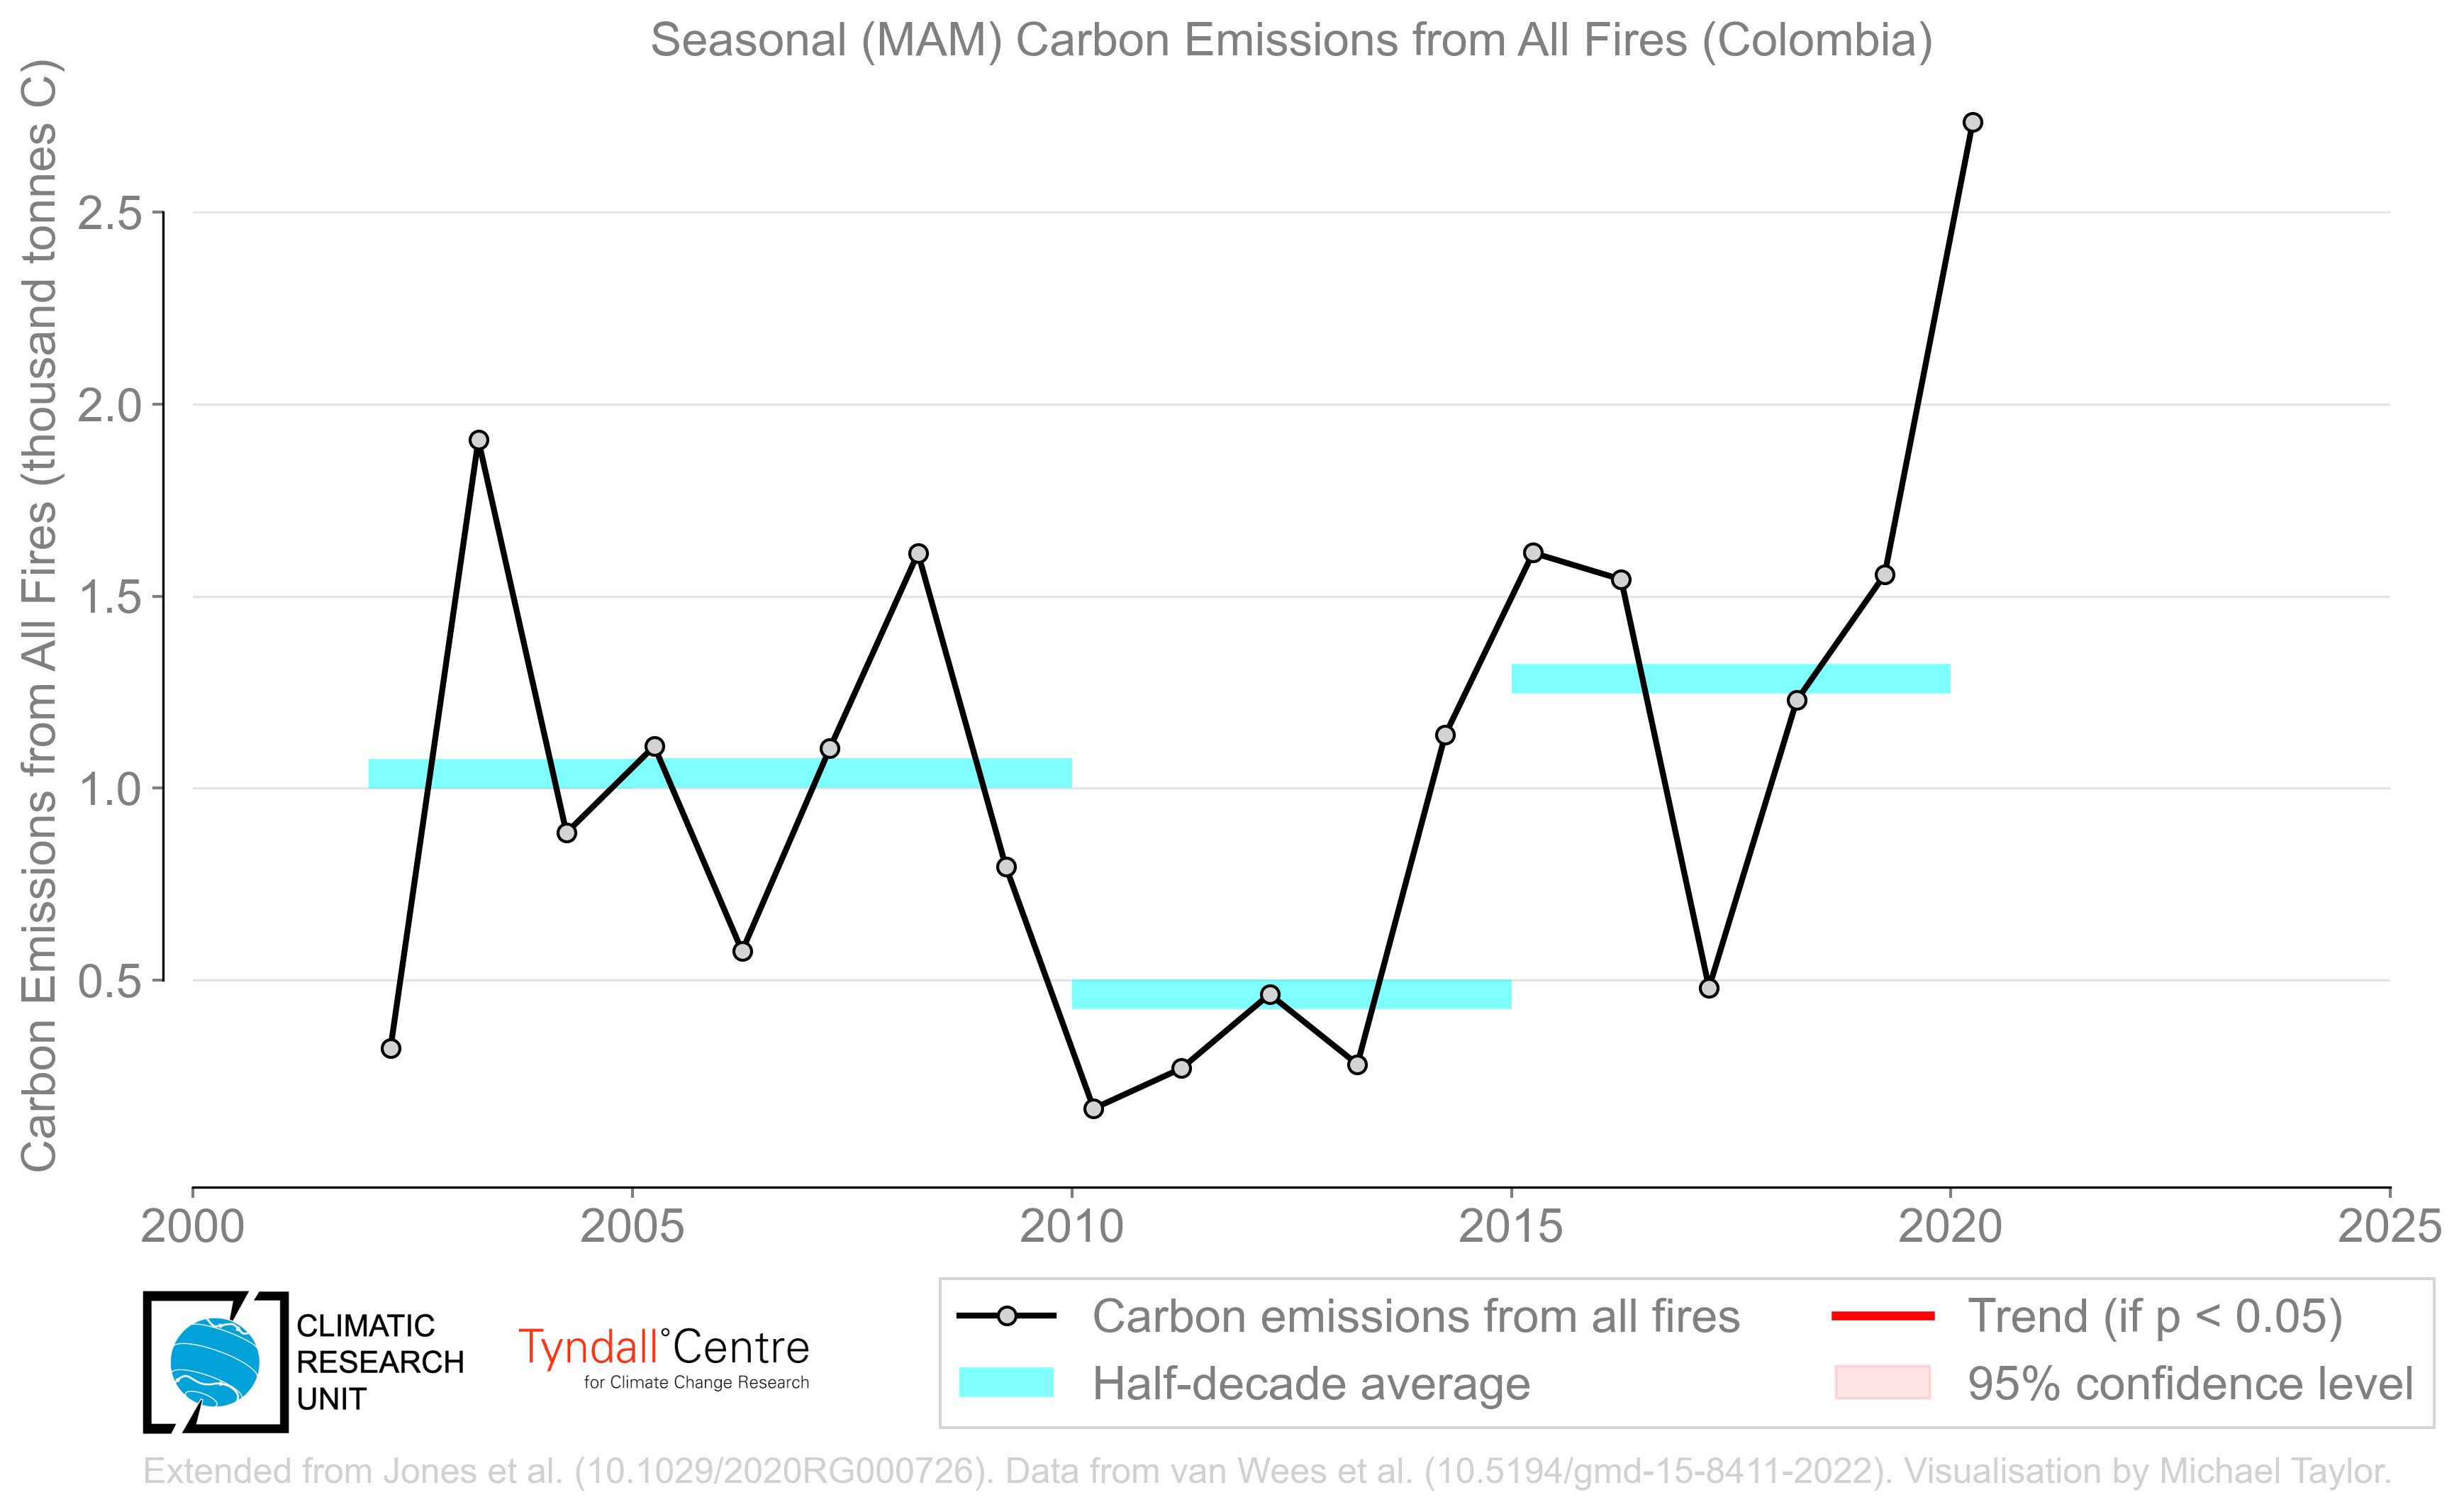 Seasonal (MAM) Carbon Emissions from All Fires (Colombia)
Carbon Emissions from All Fires (thousand tonnes C)
2.5
2.0
1.5
1.0
0.5
2000 2005 2010 2015 2020 2025
CLIMATIC
RESEARCH
UNIT
Tyndall°Centre
for Climate Change Research
Carbon emissions from all fires
Half-decade average
Trend (if p < 0.05)
95% confidence level
Extended from Jones et al. (10.1029/2020RG000726). Data from van Wees et al. (10.5194/gmd-15-8411-2022). Visualisation by Michael Taylor.